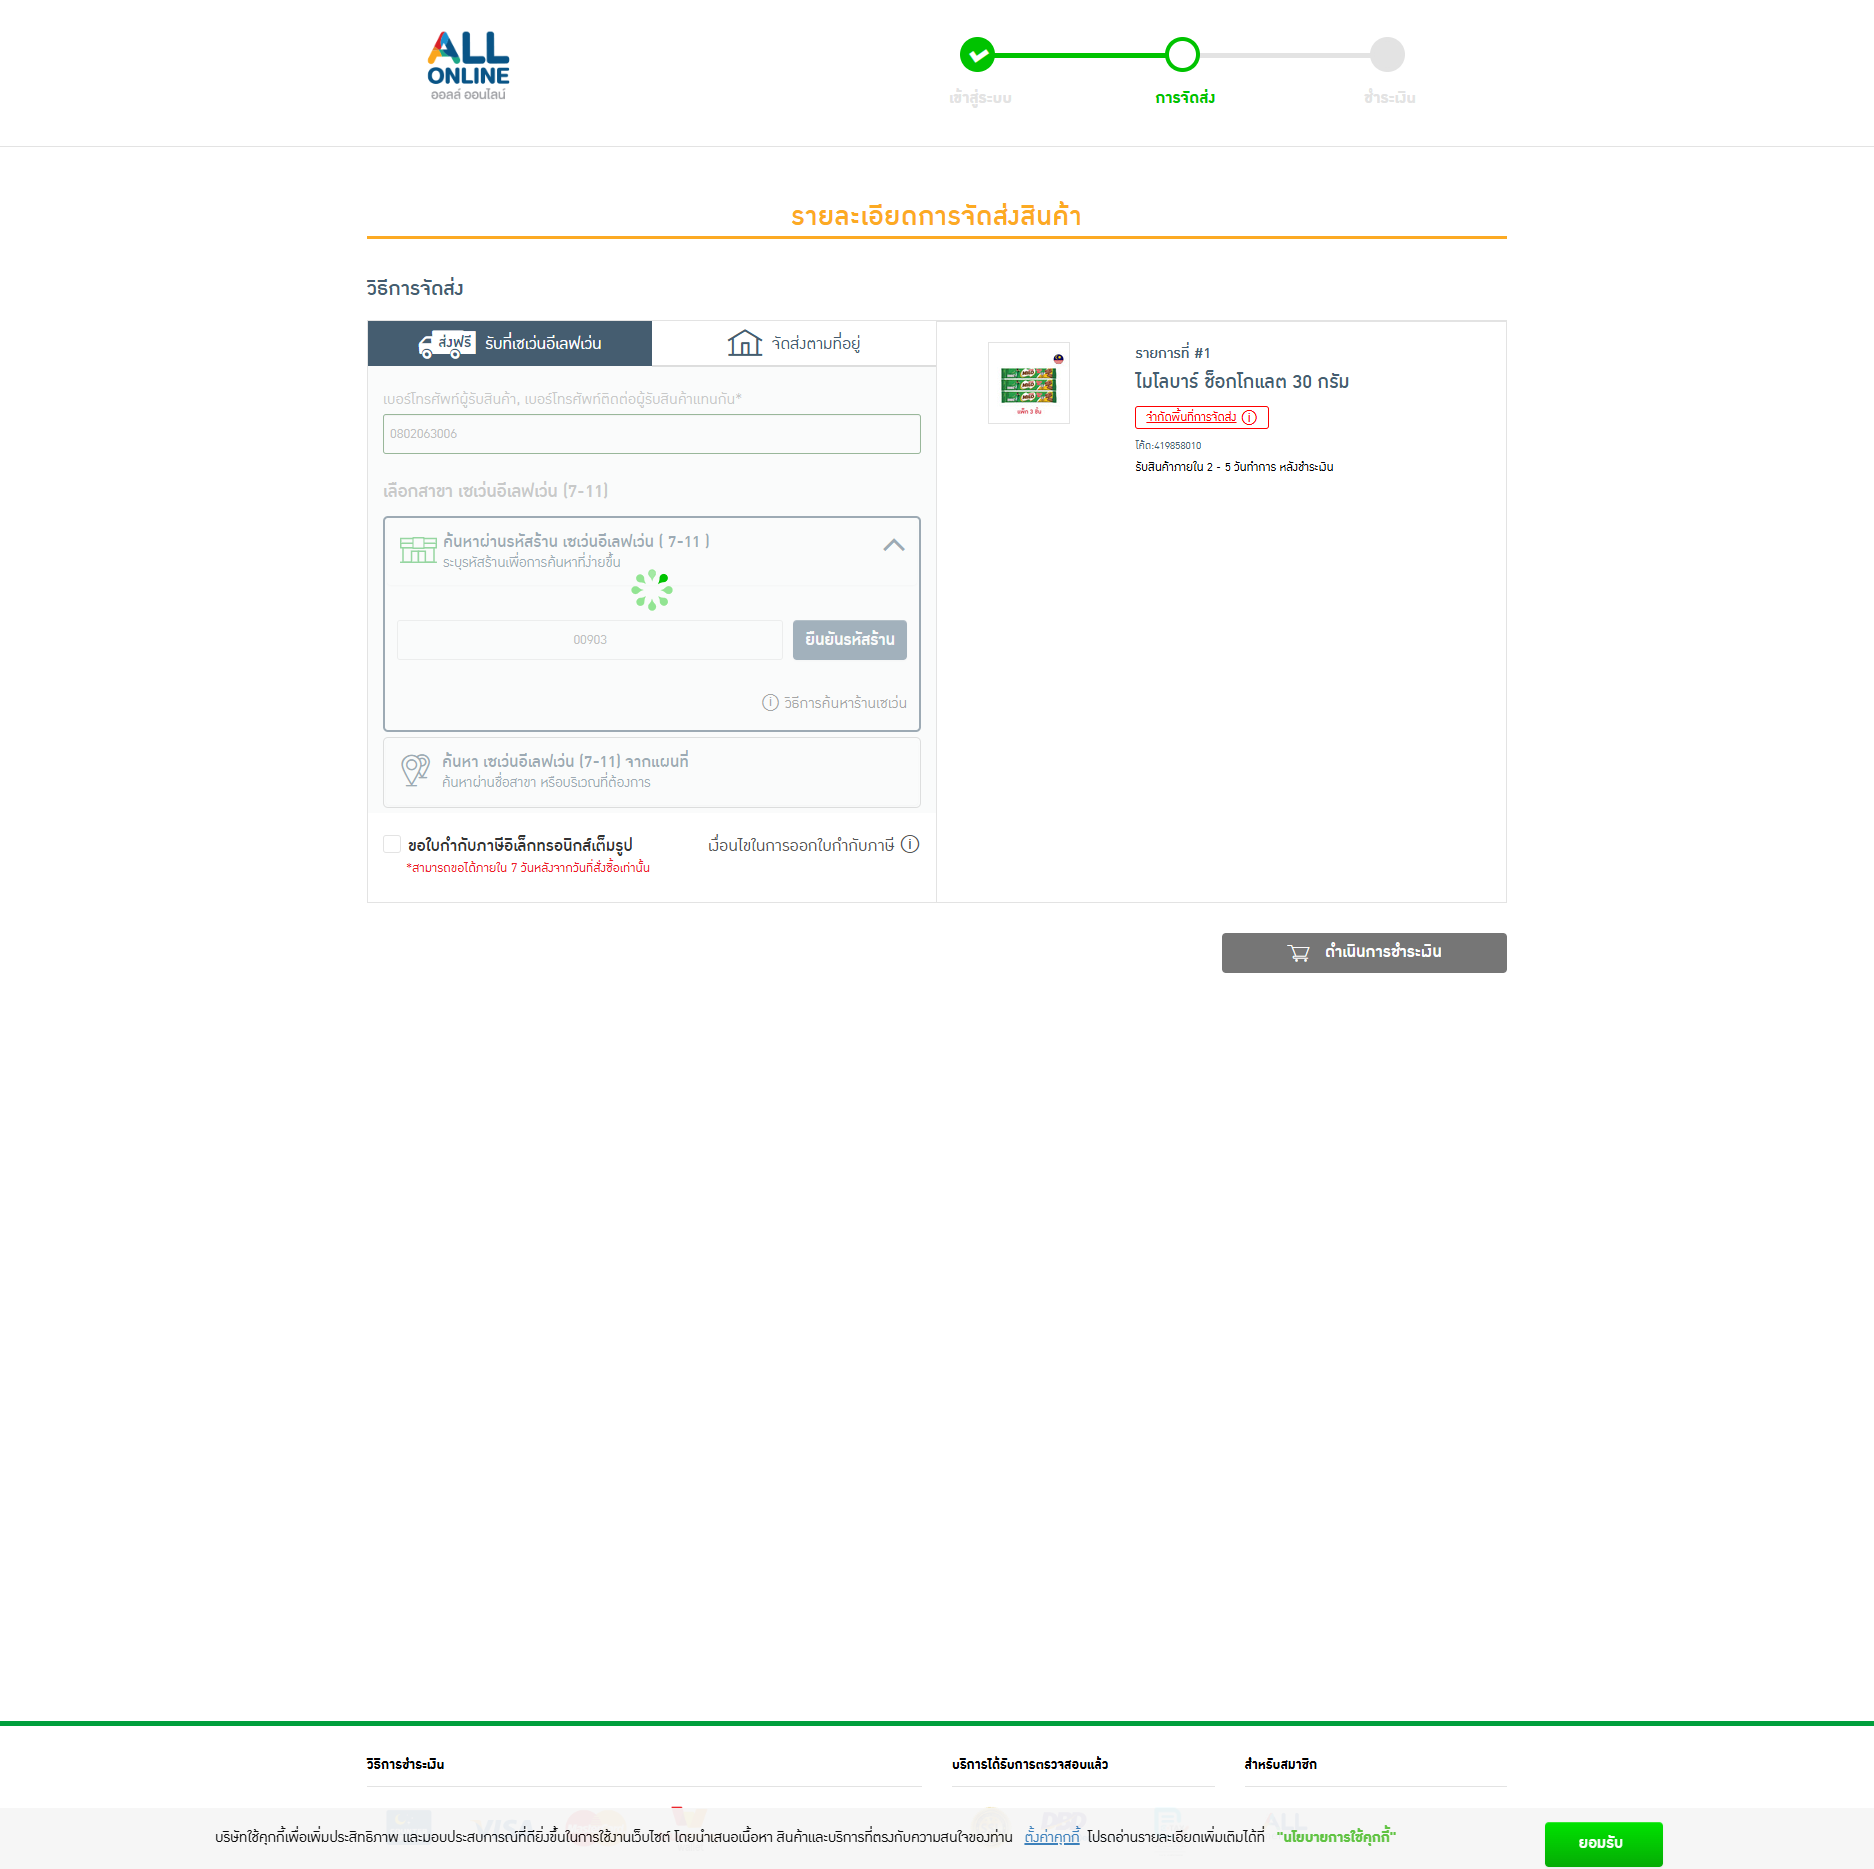 ALL
ONLINE
ออลล์ ออนไลน์
เข้าสู่ระบบ
การจัดส่ง
ชำระเงิน
รายละเอียดการจัดส่งสินค้า
วิธีการจัดส่ง
ส่งฟรี รับที่เซเว่นอีเลฟเว่น
จัดส่งตามที่อยู่
เบอร์โทรศัพท์ผู้รับสินค้า, เบอร์โทรศัพท์ติดต่อผู้รับสินค้าแทนกัน*
0802063006
เลือกสาขา เซเว่นอีเลฟเว่น (7-11)
ค้นหาผ่านรหัสร้าน เซเว่นอีเลฟเว่น ( 7-11 )
ระบุรหัสร้านเพื่อการค้นหาที่ง่ายขึ้น
00903
ยืนยันรหัสร้าน
วิธีการค้นหาร้านเซเว่น
ค้นหา เซเว่นอีเลฟเว่น (7-11) จากแผนที่
ค้นหาผ่านชื่อสาขา หรือบริเวณที่ต้องการ
ขอใบกำกับภาษีอิเล็กทรอนิกส์เต็มรูป
เงื่อนไขในการออกใบกำกับภาษี
*สามารถขอได้ภายใน 7 วันหลังจากวันที่สั่งซื้อเท่านั้น
แพ็ก 3 ชิ้น
รายการที่ #1
ไมโลบาร์ ช็อกโกแลต 30 กรัม
จำกัดพื้นที่การจัดส่ง
โค้ด:419858010
รับสินค้าภายใน 2 - 5 วันทำการ หลังชำระเงิน
ดำเนินการชำระเงิน
วิธีการชำระเงิน
บริการได้รับการตรวจสอบแล้ว
สำหรับสมาชิก
VISA
DBD
ALL
บริษัทใช้คุกกี้เพื่อเพิ่มประสิทธิภาพ และมอบประสบการณ์ที่ดียิ่งขึ้นในการใช้งานเว็บไซต์ โดยนำเสนอเนื้อหา สินค้าและบริการที่ตรงกับความสนใจของท่าน ตั้งค่าคุกกี้ โปรดอ่านรายละเอียดเพิ่มเติมได้ที่ "นโยบายการใช้คุกกี้"
ยอมรับ